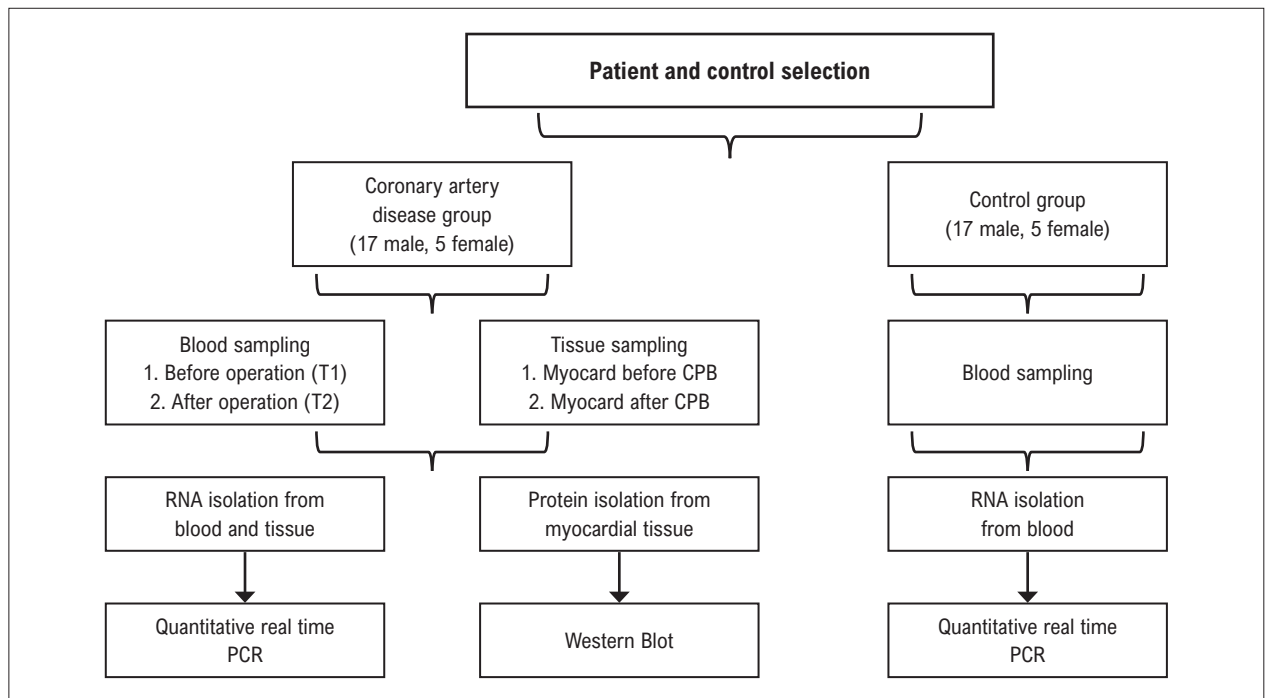 Patient and control selection
Coronary artery
disease group
(17 male, 5 female)
Control group
(17 male, 5 female)
Blood sampling
1. Before operation (T1)
2. After operation (T2)
Tissue sampling
1. Myocard before CPB
2. Myocard after CPB
Blood sampling
RNA isolation from
blood and tissue
Protein isolation from
myocardial tissue
RNA isolation
from blood
Quantitative real time
PCR
Western Blot
Quantitative real time
PCR